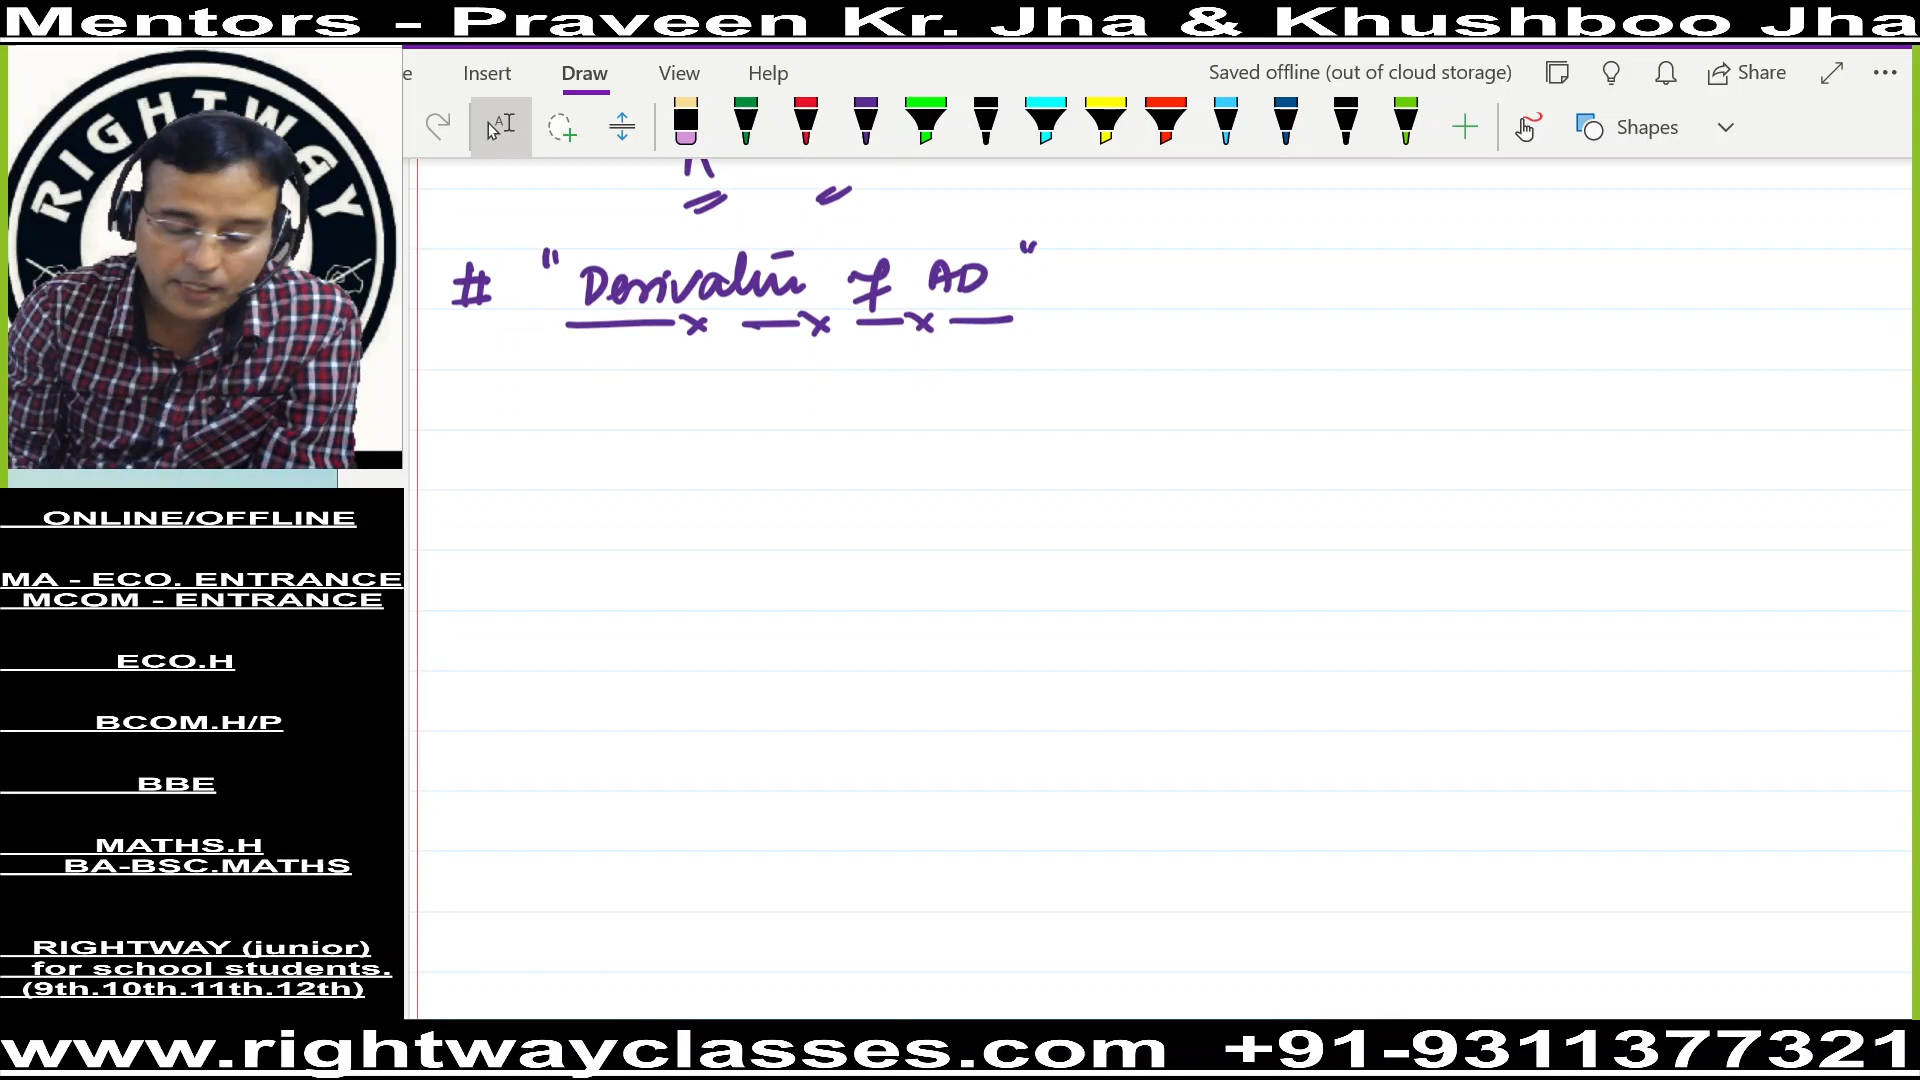 Mentors - Praveen Kr. Jha & Khushboo Jha
e Insert Draw View Help Saved offline (out of cloud storage) Share
Shapes
RIGHTWAY
# "Derivation of AD"
ONLINE/OFFLINE
MA - ECO. ENTRANCE
MCOM - ENTRANCE
ECO.H
BCOM.H/P
BBE
MATHS.H
BA-BSC.MATHS
RIGHTWAY (junior)
for school students.
(9th.10th.11th.12th)
www.rightwayclasses.com +91-9311377321